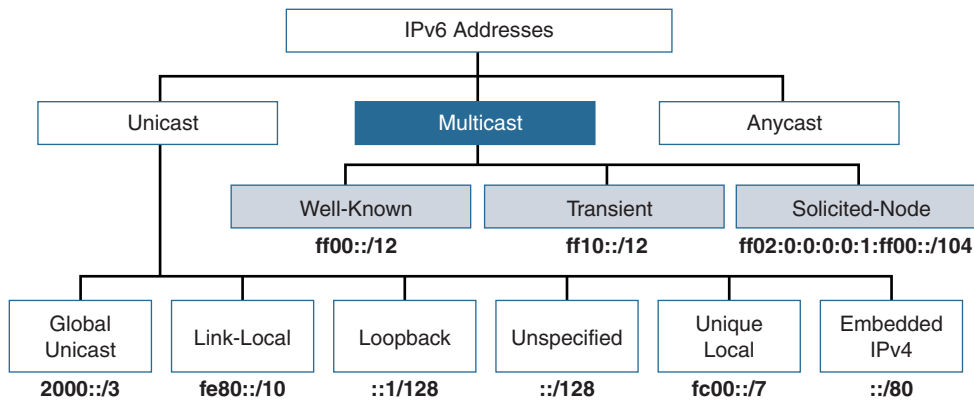 IPv6 Addresses
Unicast
Multicast
Anycast
Well-Known
Transient
Solicited-Node
ff00::/12
ff10::/12
ff02:0:0:0:0:1:ff00::/104
Global
Unicast
Link-Local
Loopback
Unspecified
Unique
Local
Embedded
IPv4
2000::/3
fe80::/10
::1/128
::/128
fc00::/7
::/80